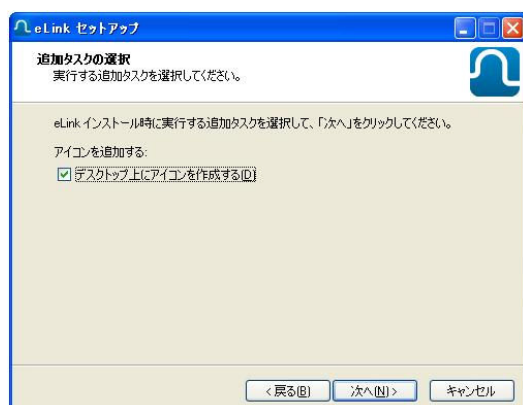 eLink セットアップ
追加タスクの選択
実行する追加タスクを選択してください。
eLink インストール時に実行する追加タスクを選択して、「次へ」をクリックしてください。
アイコンを追加する:
デスクトップ上にアイコンを作成する(D)
< 戻る(B)
次へ(N) >
キャンセル